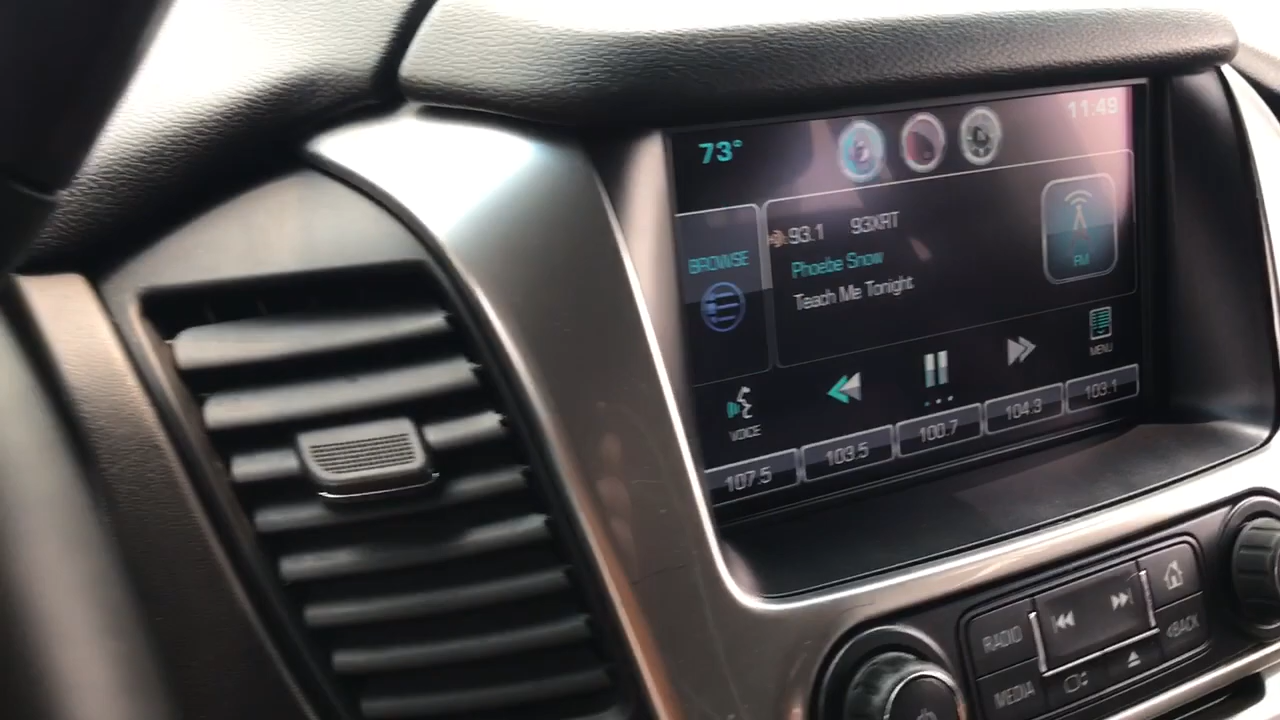 73°
11:49
BROWSE
93.1 93XRT
Phoebe Snow
Teach Me Tonight
FM
VOICE
MENU
107.5
103.5
100.7
104.3
103.1
RADIO
MEDIA
BACK